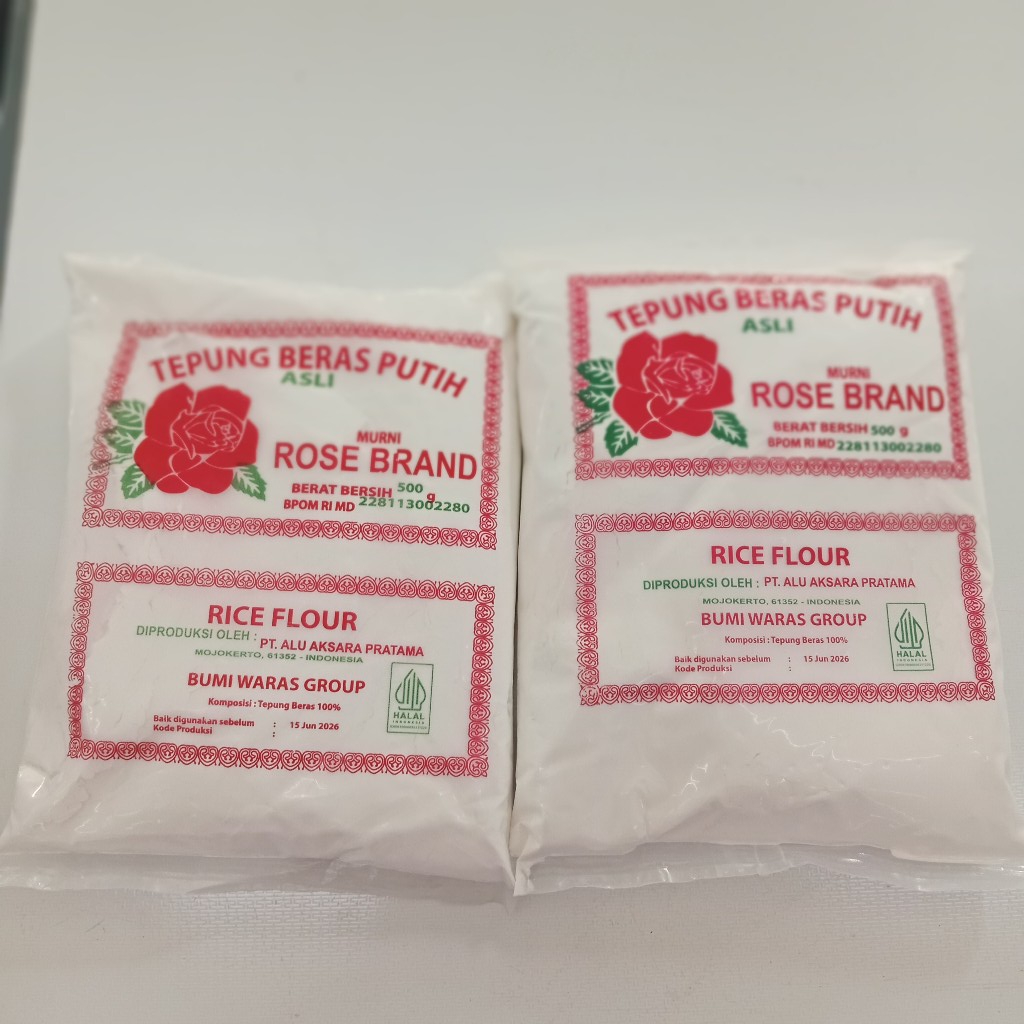 TEPUNG BERAS PUTIH
ASLI
MURNI
ROSE BRAND
BERAT BERSIH 500 g
BPOM RI MD 228113002280
RICE FLOUR
DIPRODUKSI OLEH : PT. ALU AKSARA PRATAMA
MOJOKERTO, 61352 - INDONESIA
BUMI WARAS GROUP
Komposisi : Tepung Beras 100%
Baik digunakan sebelum : 15 Jun 2026
Kode Produksi :
HALAL
INDONESIA
TEPUNG BERAS PUTIH
ASLI
MURNI
ROSE BRAND
BERAT BERSIH 500 g
BPOM RI MD 228113002280
RICE FLOUR
DIPRODUKSI OLEH : PT. ALU AKSARA PRATAMA
MOJOKERTO, 61352 - INDONESIA
BUMI WARAS GROUP
Komposisi : Tepung Beras 100%
Baik digunakan sebelum : 15 Jun 2026
Kode Produksi :
HALAL
INDONESIA